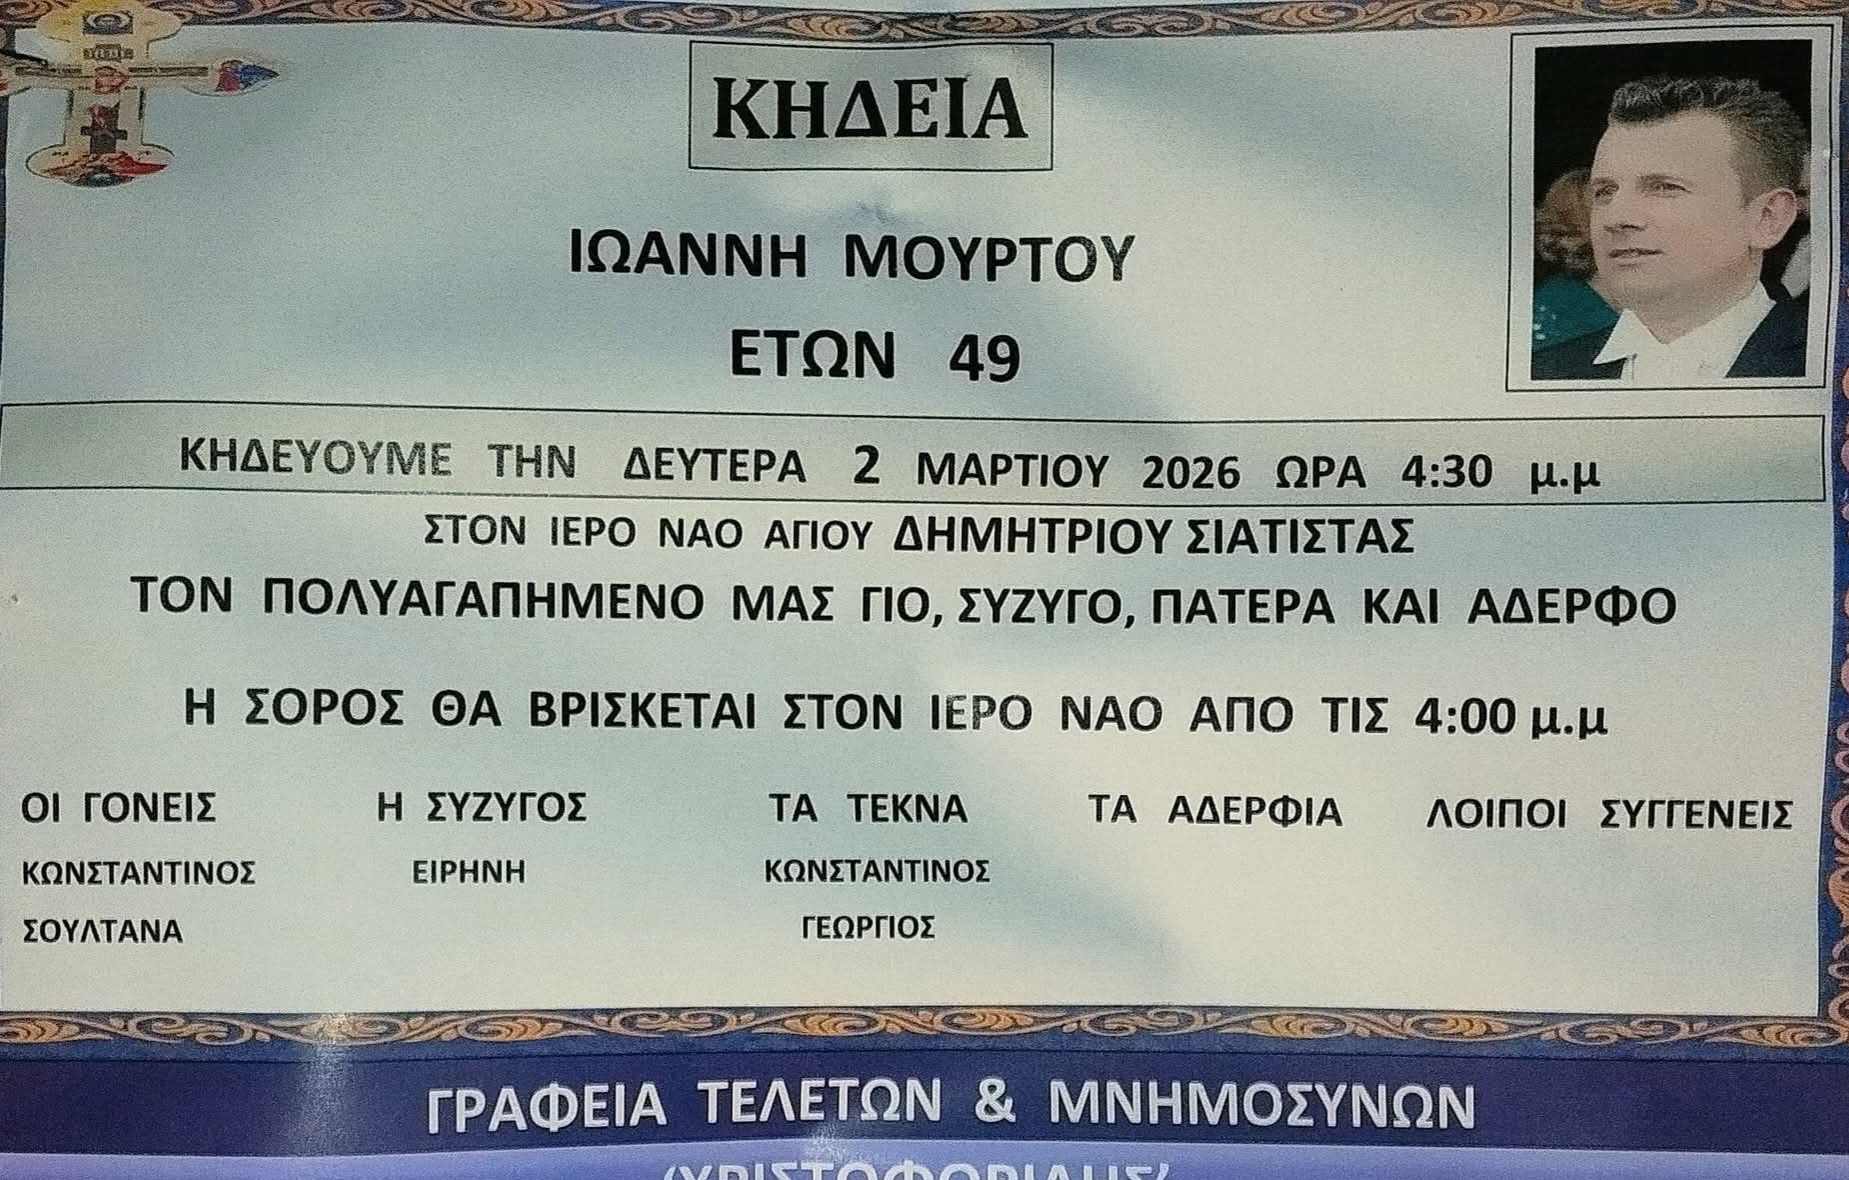 ΚΗΔΕΙΑ
ΙΩΑΝΝΗ ΜΟΥΡΤΟΥ
ΕΤΩΝ 49
ΚΗΔΕΥΟΥΜΕ ΤΗΝ ΔΕΥΤΕΡΑ 2 ΜΑΡΤΙΟΥ 2026 ΩΡΑ 4:30 μ.μ
ΣΤΟΝ ΙΕΡΟ ΝΑΟ ΑΓΙΟΥ ΔΗΜΗΤΡΙΟΥ ΣΙΑΤΙΣΤΑΣ
ΤΟΝ ΠΟΛΥΑΓΑΠΗΜΕΝΟ ΜΑΣ ΓΙΟ, ΣΥΖΥΓΟ, ΠΑΤΕΡΑ ΚΑΙ ΑΔΕΡΦΟ
Η ΣΟΡΟΣ ΘΑ ΒΡΙΣΚΕΤΑΙ ΣΤΟΝ ΙΕΡΟ ΝΑΟ ΑΠΟ ΤΙΣ 4:00 μ.μ
ΟΙ ΓΟΝΕΙΣ Η ΣΥΖΥΓΟΣ ΤΑ ΤΕΚΝΑ ΤΑ ΑΔΕΡΦΙΑ ΛΟΙΠΟΙ ΣΥΓΓΕΝΕΙΣ
ΚΩΝΣΤΑΝΤΙΝΟΣ ΕΙΡΗΝΗ ΚΩΝΣΤΑΝΤΙΝΟΣ
ΣΟΥΛΤΑΝΑ ΓΕΩΡΓΙΟΣ
ΓΡΑΦΕΙΑ ΤΕΛΕΤΩΝ & ΜΝΗΜΟΣΥΝΩΝ